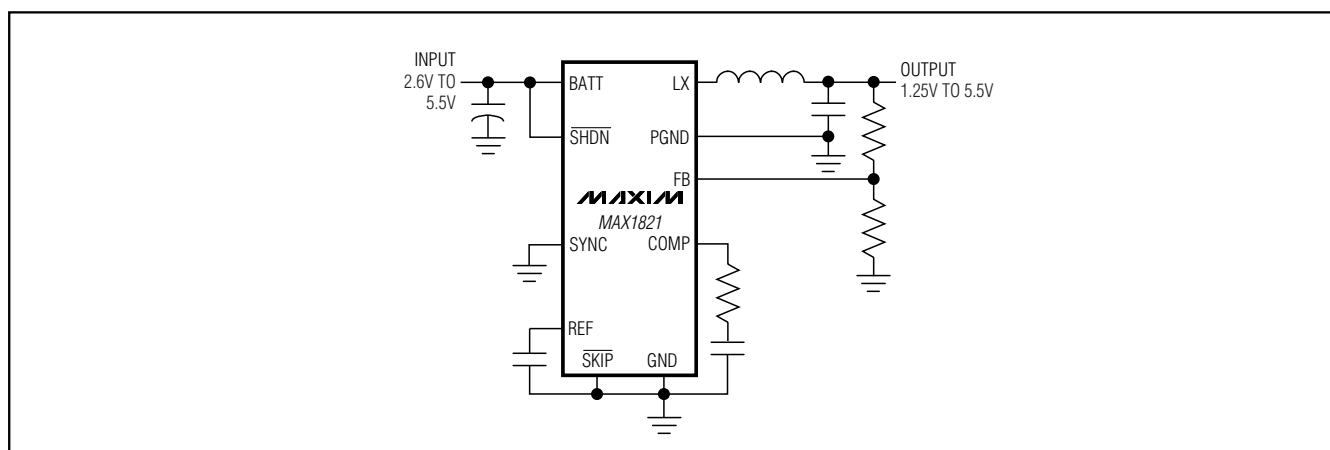 INPUT
2.6V TO
5.5V
BATT
LX
OUTPUT
1.25V TO 5.5V
SHDN
PGND
FB
MAXIM
MAX1821
SYNC
COMP
REF
SKIP
GND